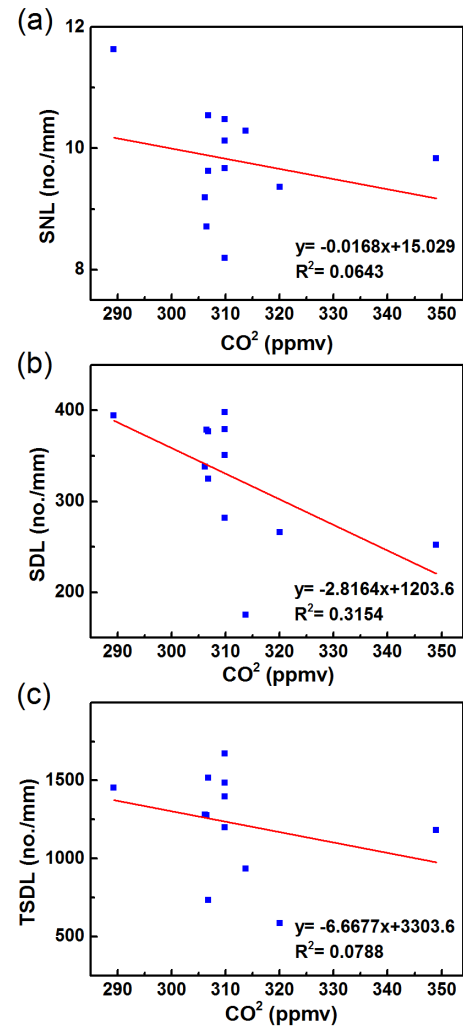 (a)
12
10
8
SNL (no./mm)
y= -0.0168x+15.029
R²= 0.0643
290 300 310 320 330 340 350
CO² (ppmv)
(b)
400
300
200
SDL (no./mm)
y= -2.8164x+1203.6
R²= 0.3154
290 300 310 320 330 340 350
CO² (ppmv)
(c)
1500
1000
500
TSDL (no./mm)
y= -6.6677x+3303.6
R²= 0.0788
290 300 310 320 330 340 350
CO² (ppmv)